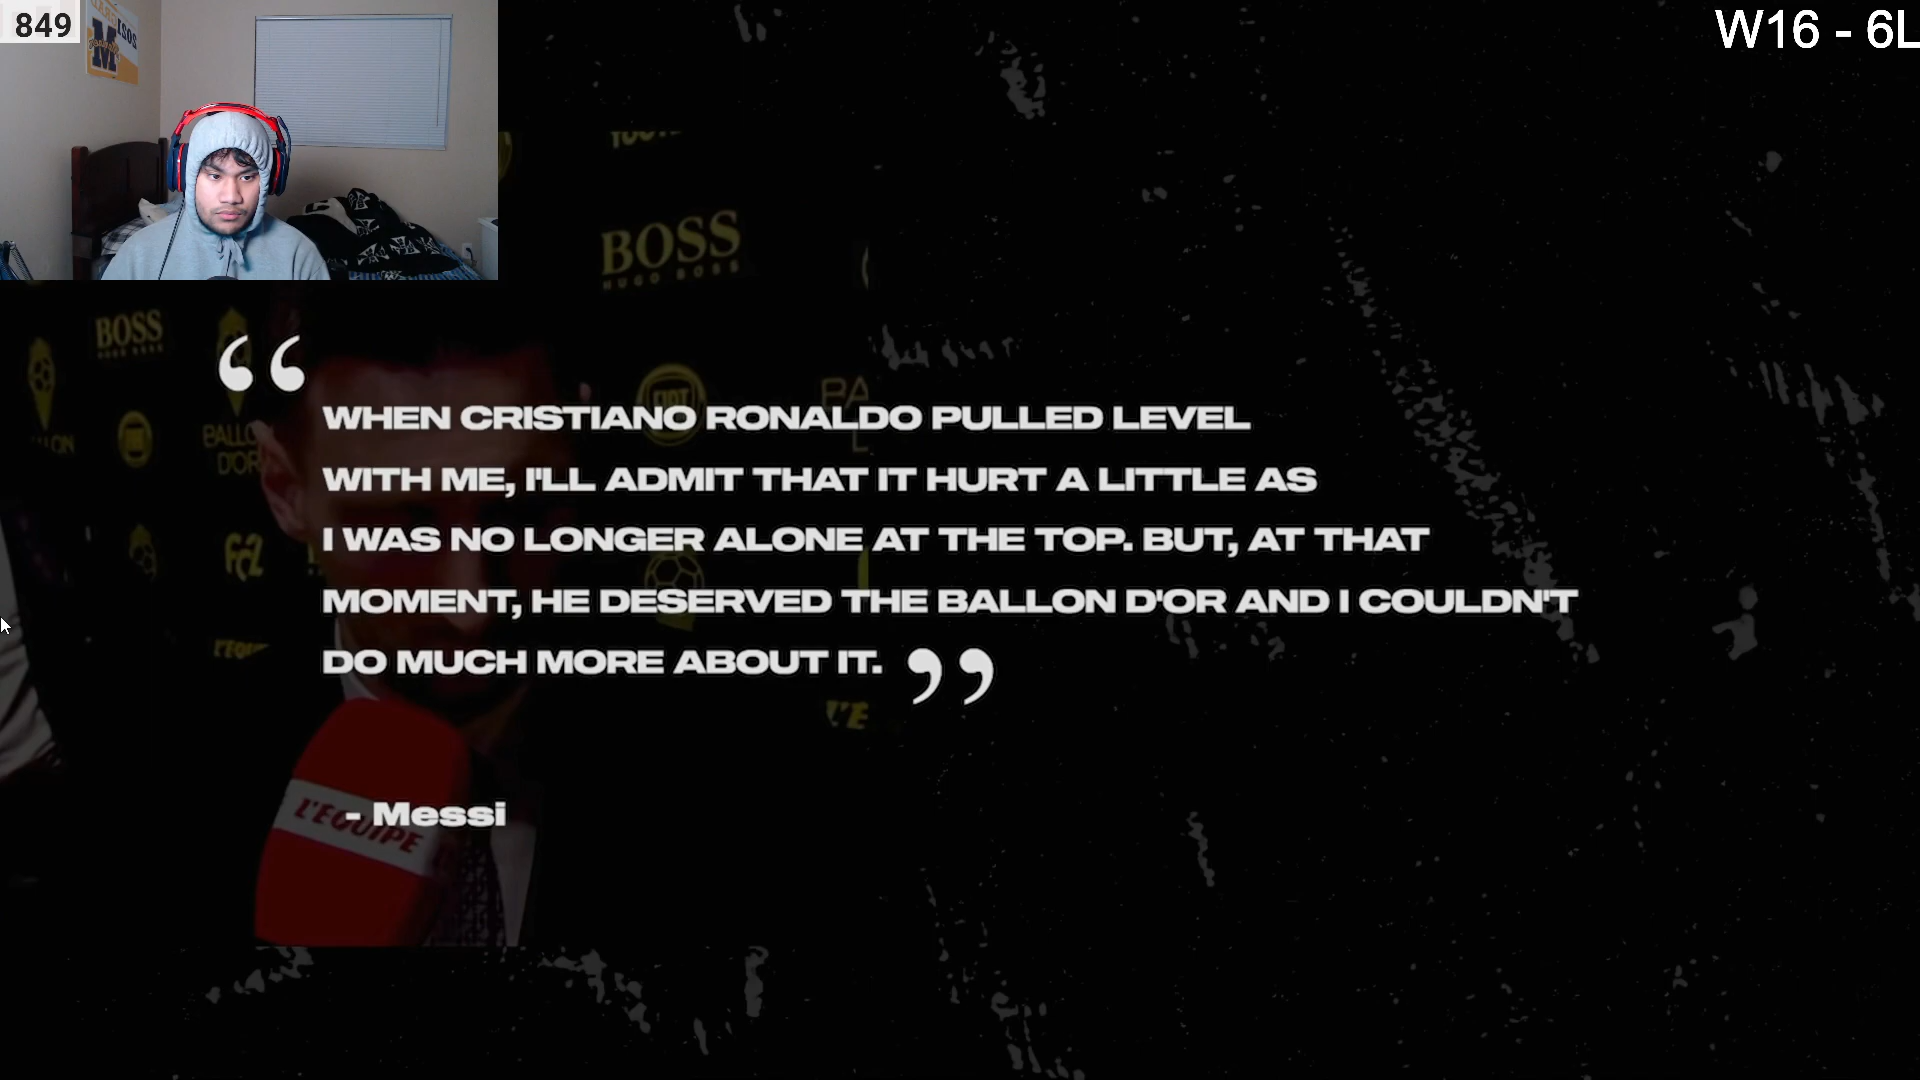 849
W16 - 6L
BOSS
HUGO BOSS
BOSS
“
WHEN CRISTIANO RONALDO PULLED LEVEL
WITH ME, I'LL ADMIT THAT IT HURT A LITTLE AS
I WAS NO LONGER ALONE AT THE TOP. BUT, AT THAT
MOMENT, HE DESERVED THE BALLON D'OR AND I COULDN'T
DO MUCH MORE ABOUT IT. ”
- Messi
L'EQUIPE